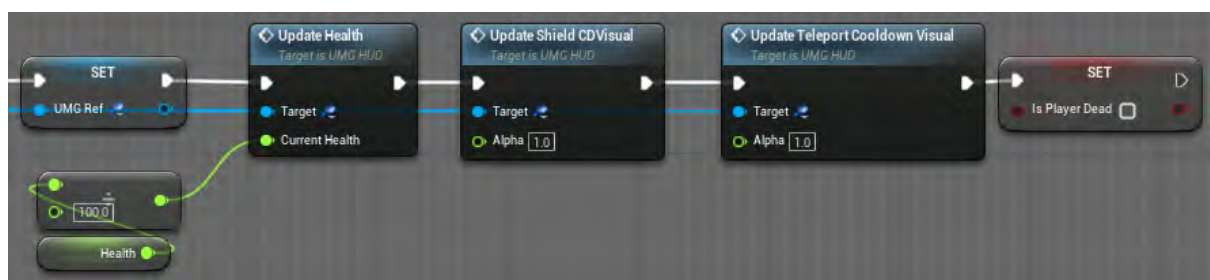 SET
UMG Ref
Update Health
Target is UMG HUD
Target
Current Health
Update Shield CDVisual
Target is UMG HUD
Target
Alpha 1.0
Update Teleport Cooldown Visual
Target is UMG HUD
Target
Alpha 1.0
SET
Is Player Dead
÷
100.0
Health